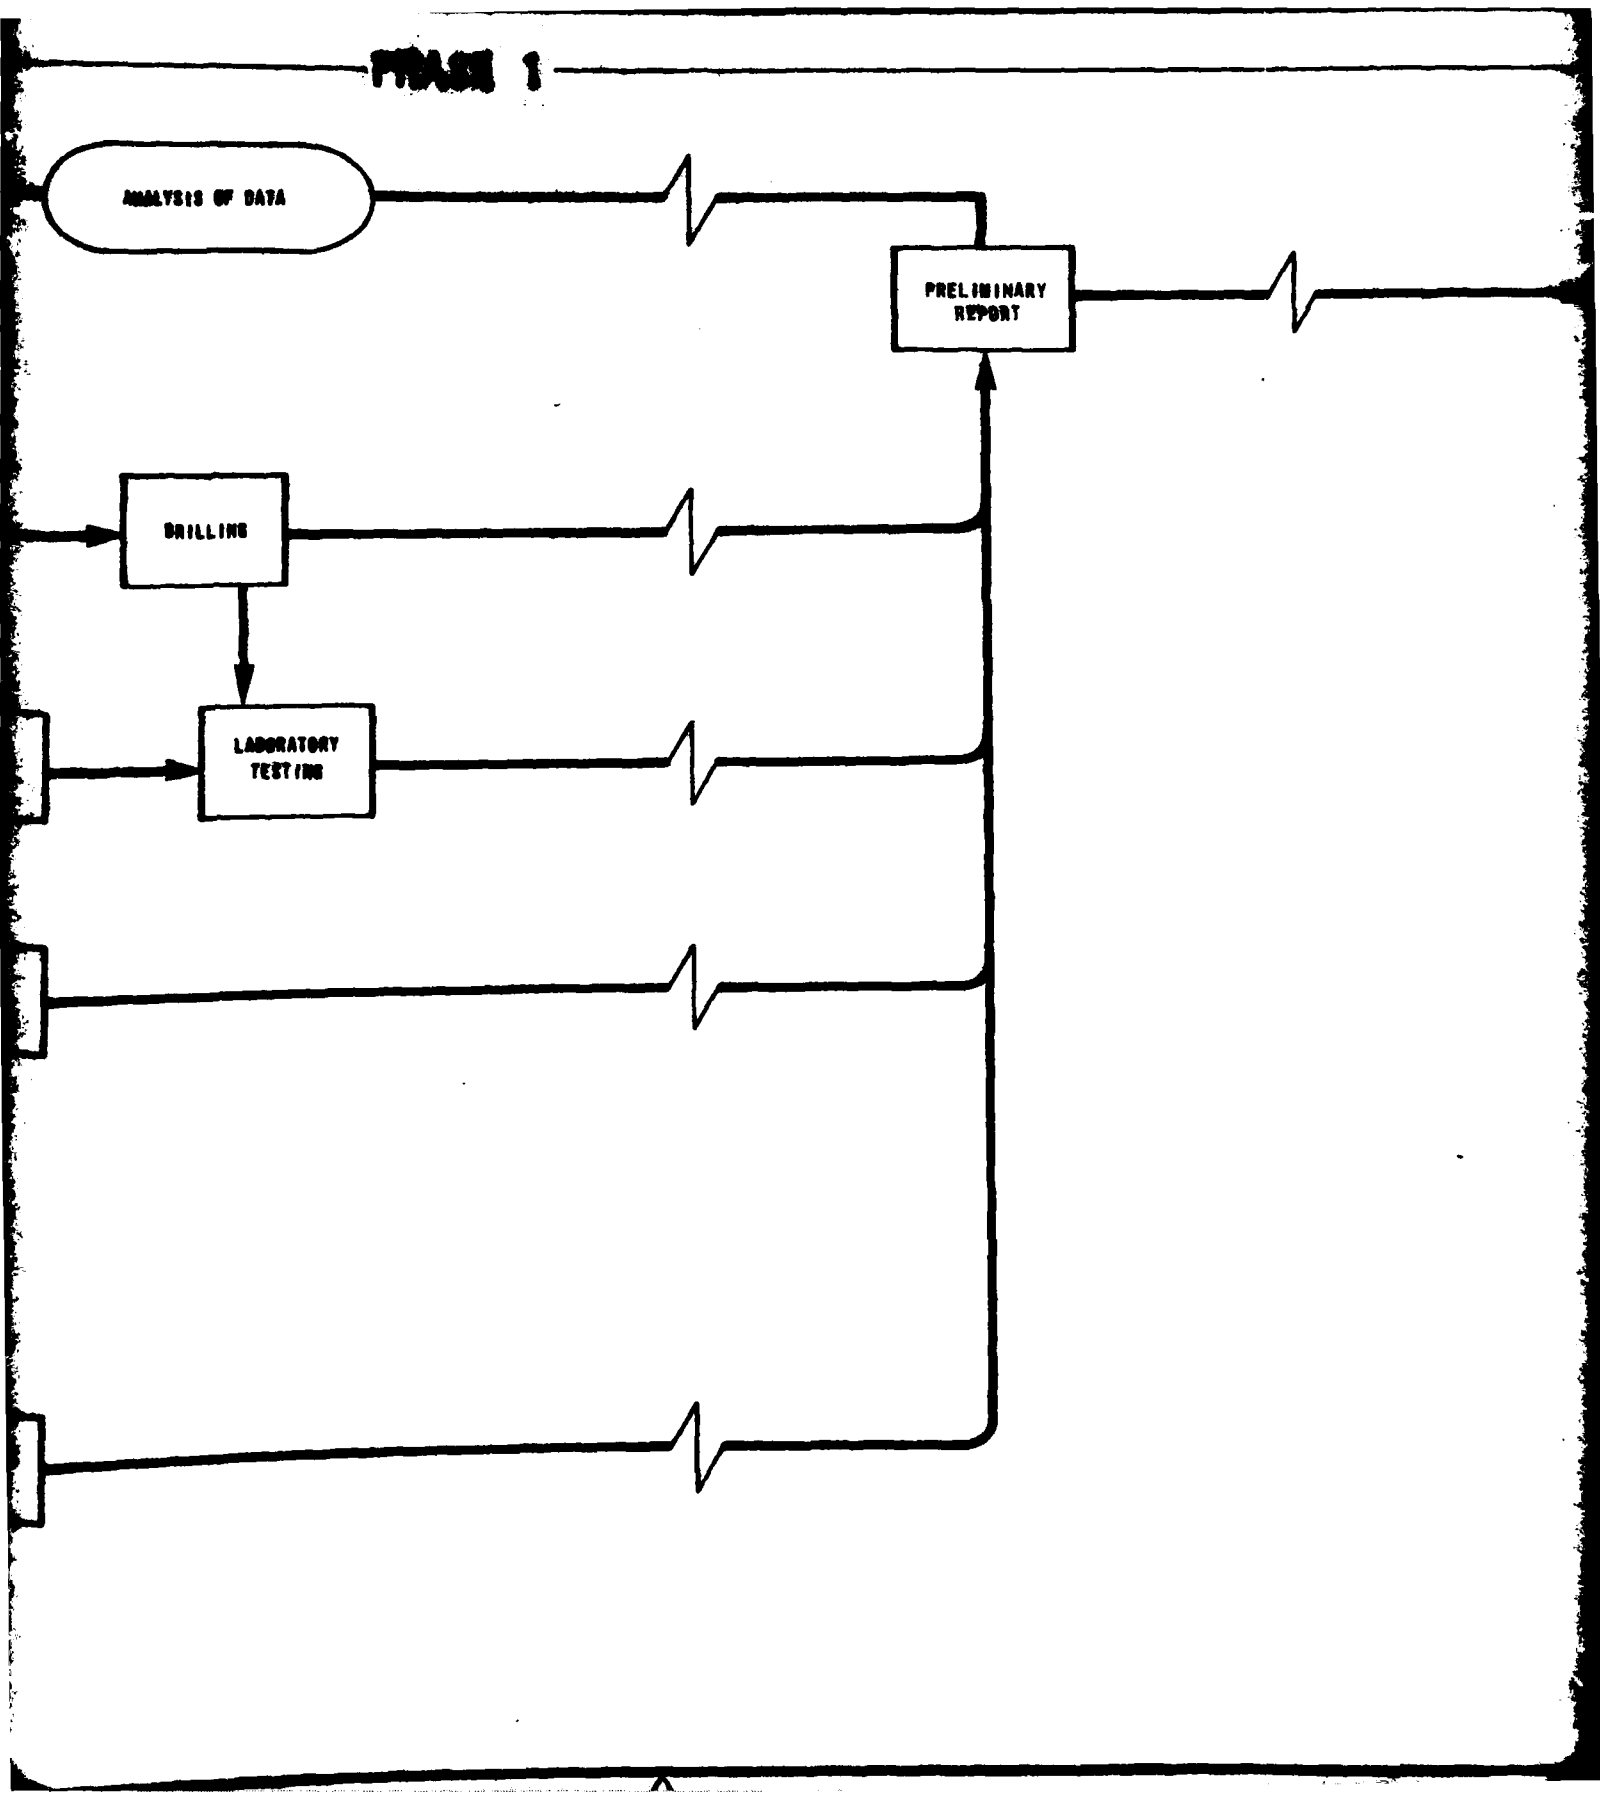 PHASE 1
ANALYSIS OF DATA
PRELIMINARY
REPORT
DRILLING
LABORATORY
TESTING